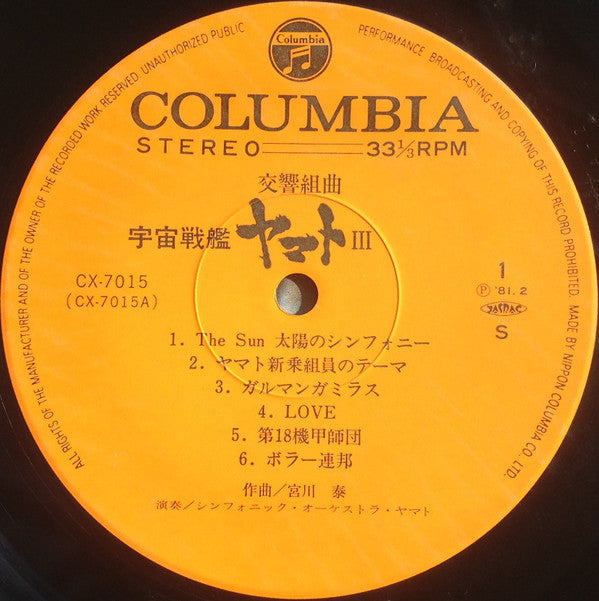 ALL RIGHTS OF THE MANUFACTURER AND OF THE OWNER OF THE RECORDED WORK RESERVED. UNAUTHORIZED PUBLIC PERFORMANCE, BROADCASTING AND COPYING OF THIS RECORD PROHIBITED. MADE BY NIPPON COLUMBIA CO., LTD.
Columbia
COLUMBIA
STEREO 33 1/3 RPM
交響組曲
宇宙戦艦 ヤマト III
CX-7015
(CX-7015A)
1
Ⓟ '81. 2
JASRAC
S
1. The Sun 太陽のシンフォニー
2. ヤマト新乗組員のテーマ
3. ガルマンガミラス
4. LOVE
5. 第18機甲師団
6. ボラー連邦
作曲／宮川 泰
演奏／シンフォニック・オーケストラ・ヤマト